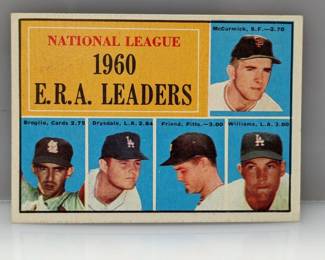 McCormick, S.F.—2.70
NATIONAL LEAGUE
1960
E.R.A. LEADERS
Broglio, Cards 2.75
Drysdale, L.A. 2.84
Friend, Pitts.—3.00
Williams, L.A. 3.00